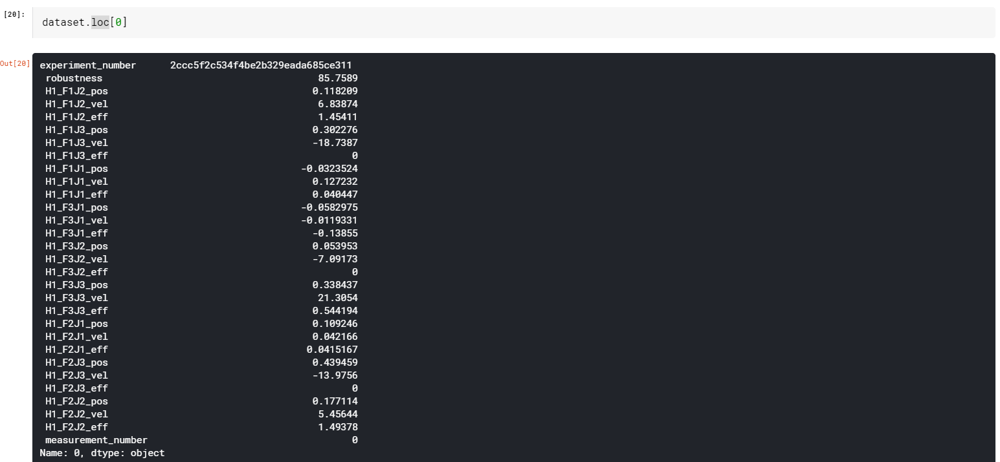 [20]:
dataset.loc[0]
Out[20]
experiment_number 2ccc5f2c534f4be2b329eada685ce311
robustness 85.7589
H1_F1J2_pos 0.118209
H1_F1J2_vel 6.83874
H1_F1J2_eff 1.45411
H1_F1J3_pos 0.302276
H1_F1J3_vel -18.7387
H1_F1J3_eff 0
H1_F1J1_pos -0.0323524
H1_F1J1_vel 0.127232
H1_F1J1_eff 0.040447
H1_F3J1_pos -0.0582975
H1_F3J1_vel -0.0119331
H1_F3J1_eff -0.13855
H1_F3J2_pos 0.053953
H1_F3J2_vel -7.09173
H1_F3J2_eff 0
H1_F3J3_pos 0.338437
H1_F3J3_vel 21.3054
H1_F3J3_eff 0.544194
H1_F2J1_pos 0.109246
H1_F2J1_vel 0.042166
H1_F2J1_eff 0.0415167
H1_F2J3_pos 0.439459
H1_F2J3_vel -13.9756
H1_F2J3_eff 0
H1_F2J2_pos 0.177114
H1_F2J2_vel 5.45644
H1_F2J2_eff 1.49378
measurement_number 0
Name: 0, dtype: object